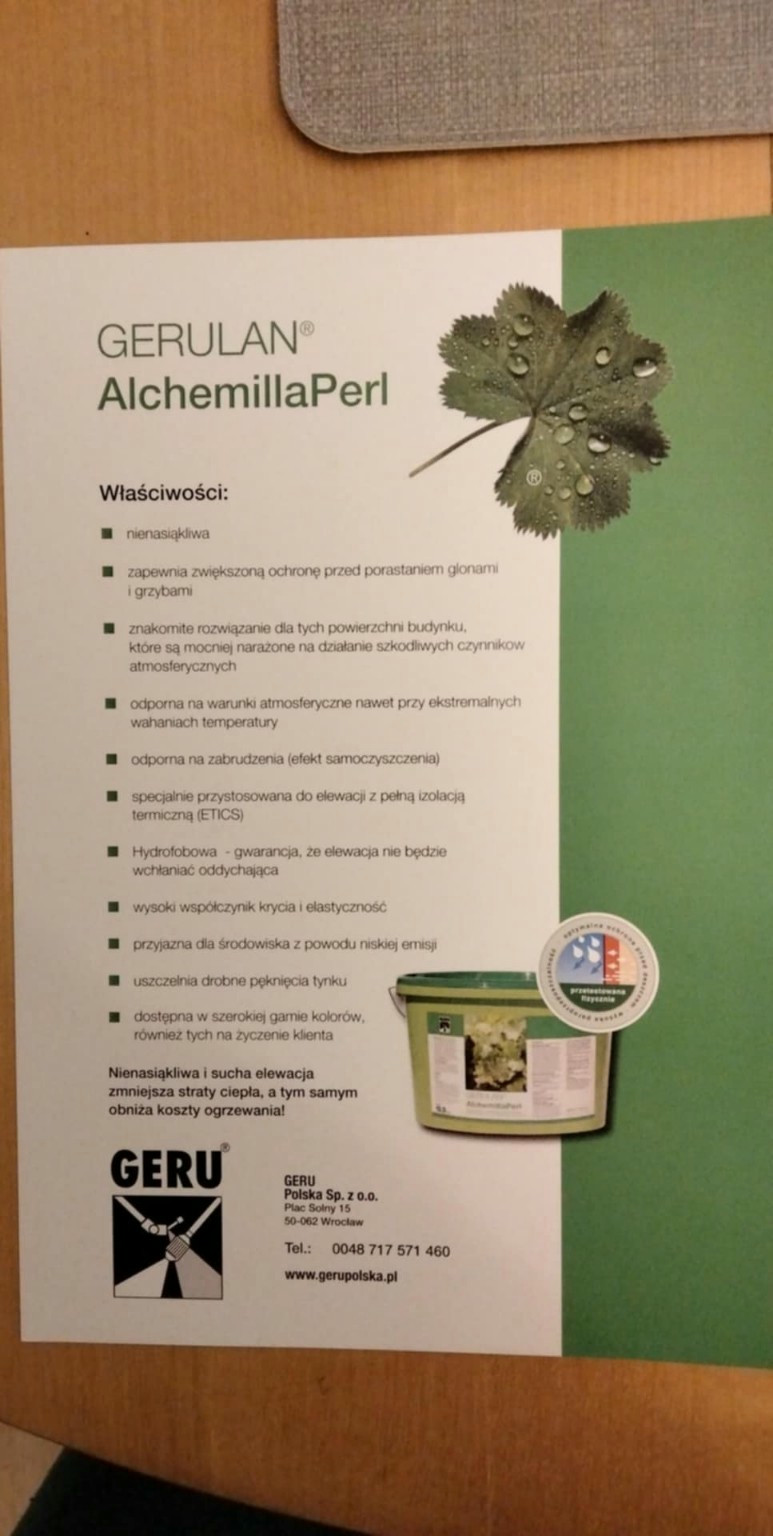 GERULAN®
AlchemillaPerl
®
Właściwości:
■ nienasiąkliwa
■ zapewnia zwiększoną ochronę przed porastaniem glonami
i grzybami
■ znakomite rozwiązanie dla tych powierzchni budynku,
które są mocniej narażone na działanie szkodliwych czynnikow
atmosferycznych
■ odporna na warunki atmosferyczne nawet przy ekstremalnych
wahaniach temperatury
■ odporna na zabrudzenia (efekt samoczyszczenia)
■ specjalnie przystosowana do elewacji z pełną izolacją
termiczną (ETICS)
■ Hydrofobowa - gwarancja, że elewacja nie będzie
wchłaniać oddychająca
■ wysoki współczynik krycia i elastyczność
■ przyjazna dla środowiska z powodu niskiej emisji
■ uszczelnia drobne pęknięcia tynku
■ dostępna w szerokiej gamie kolorów,
również tych na życzenie klienta
przetestowane
fizycznie
AlchemillaPerl
Nienasiąkliwa i sucha elewacja
zmniejsza straty ciepła, a tym samym
obniża koszty ogrzewania!
GERU®
GERU
Polska Sp. z o.o.
Plac Solny 15
50-062 Wrocław
Tel.: 0048 717 571 460
www.gerupolska.pl